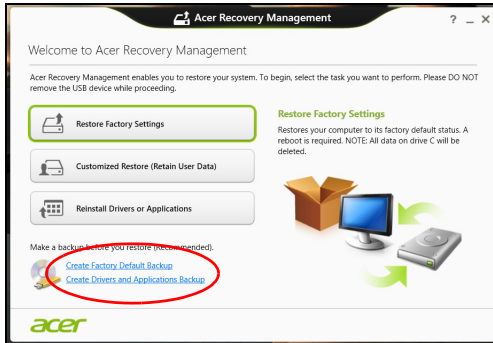 Acer Recovery Management
? _ X
Welcome to Acer Recovery Management
Acer Recovery Management enables you to restore your system. To begin, select the task you want to perform. Please DO NOT
remove the USB device while proceeding.
Restore Factory Settings
Customized Restore (Retain User Data)
Reinstall Drivers or Applications
Restore Factory Settings
Restores your computer to its factory default status. A
reboot is required. NOTE: All data on drive C will be
deleted.
Make a backup before you restore (Recommended).
Create Factory Default Backup
Create Drivers and Applications Backup
acer